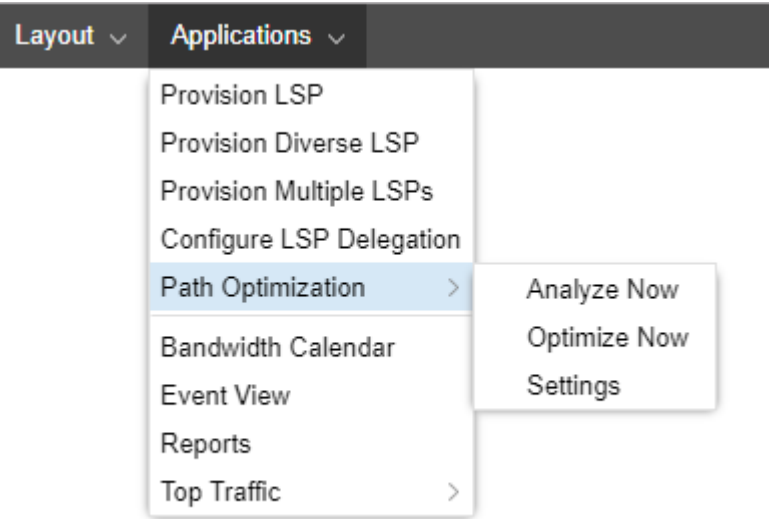 Layout Applications
Provision LSP
Provision Diverse LSP
Provision Multiple LSPs
Configure LSP Delegation
Path Optimization
Analyze Now
Optimize Now
Settings
Bandwidth Calendar
Event View
Reports
Top Traffic